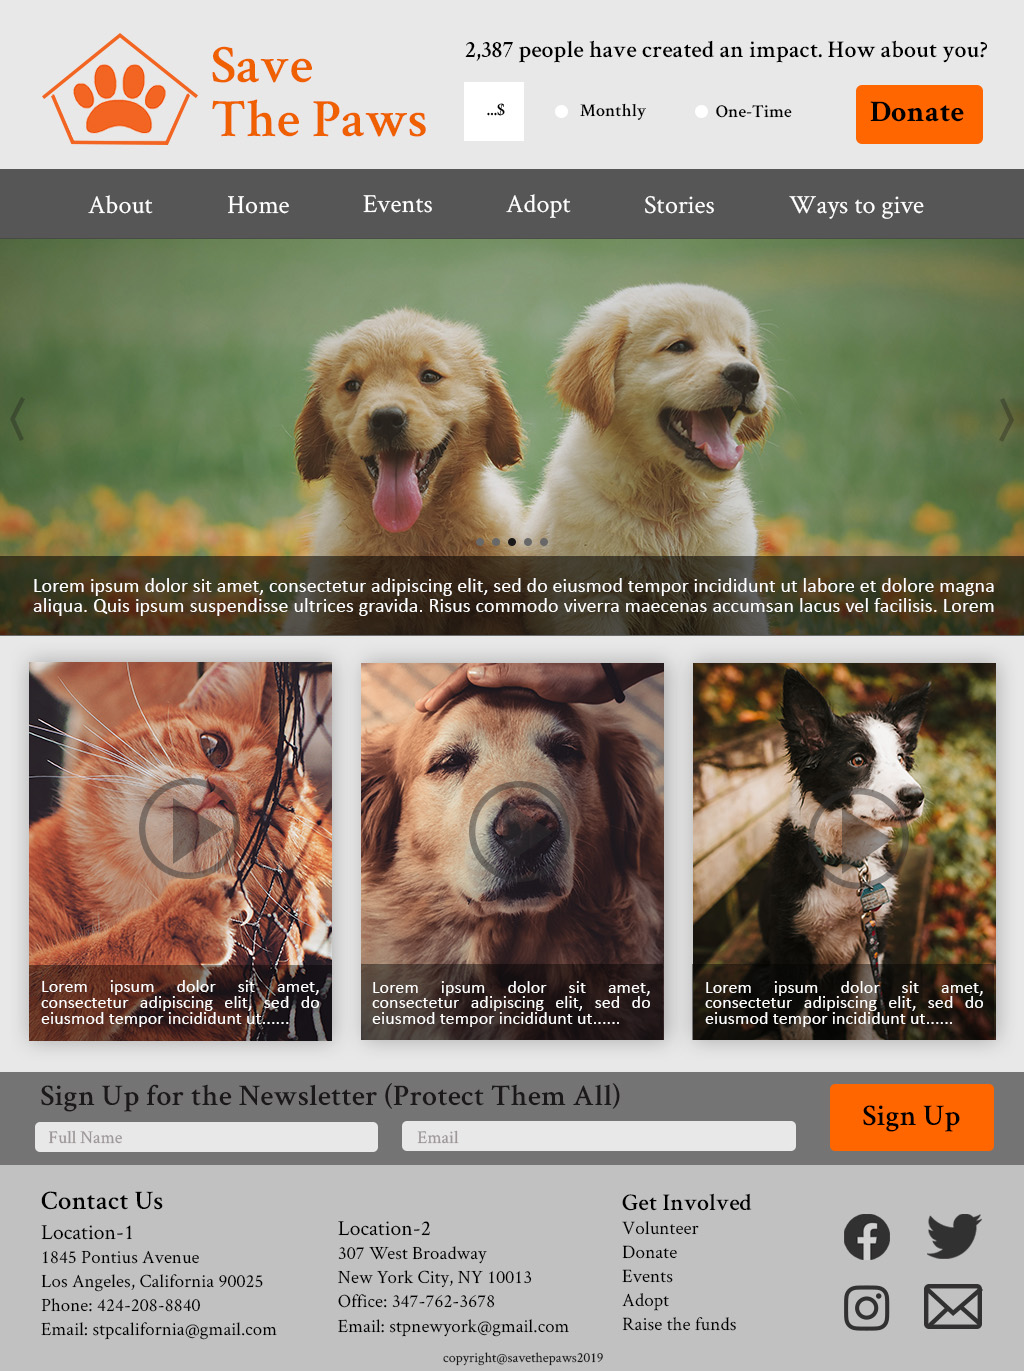 Save
The Paws
2,387 people have created an impact. How about you?
...$
Monthly
One-Time
Donate
About
Home
Events
Adopt
Stories
Ways to give
Lorem ipsum dolor sit amet, consectetur adipiscing elit, sed do eiusmod tempor incididunt ut labore et dolore magna
aliqua. Quis ipsum suspendisse ultrices gravida. Risus commodo viverra maecenas accumsan lacus vel facilisis. Lorem
Lorem ipsum dolor sit amet,
consectetur adipiscing elit, sed do
eiusmod tempor incididunt ut......
Lorem ipsum dolor sit amet,
consectetur adipiscing elit, sed do
eiusmod tempor incididunt ut......
Lorem ipsum dolor sit amet,
consectetur adipiscing elit, sed do
eiusmod tempor incididunt ut......
Sign Up for the Newsletter (Protect Them All)
Full Name
Email
Sign Up
Contact Us
Location-1
1845 Pontius Avenue
Los Angeles, California 90025
Phone: 424-208-8840
Email: stpcalifornia@gmail.com
Location-2
307 West Broadway
New York City, NY 10013
Office: 347-762-3678
Email: stpnewyork@gmail.com
Get Involved
Volunteer
Donate
Events
Adopt
Raise the funds
copyright@savethepaws2019